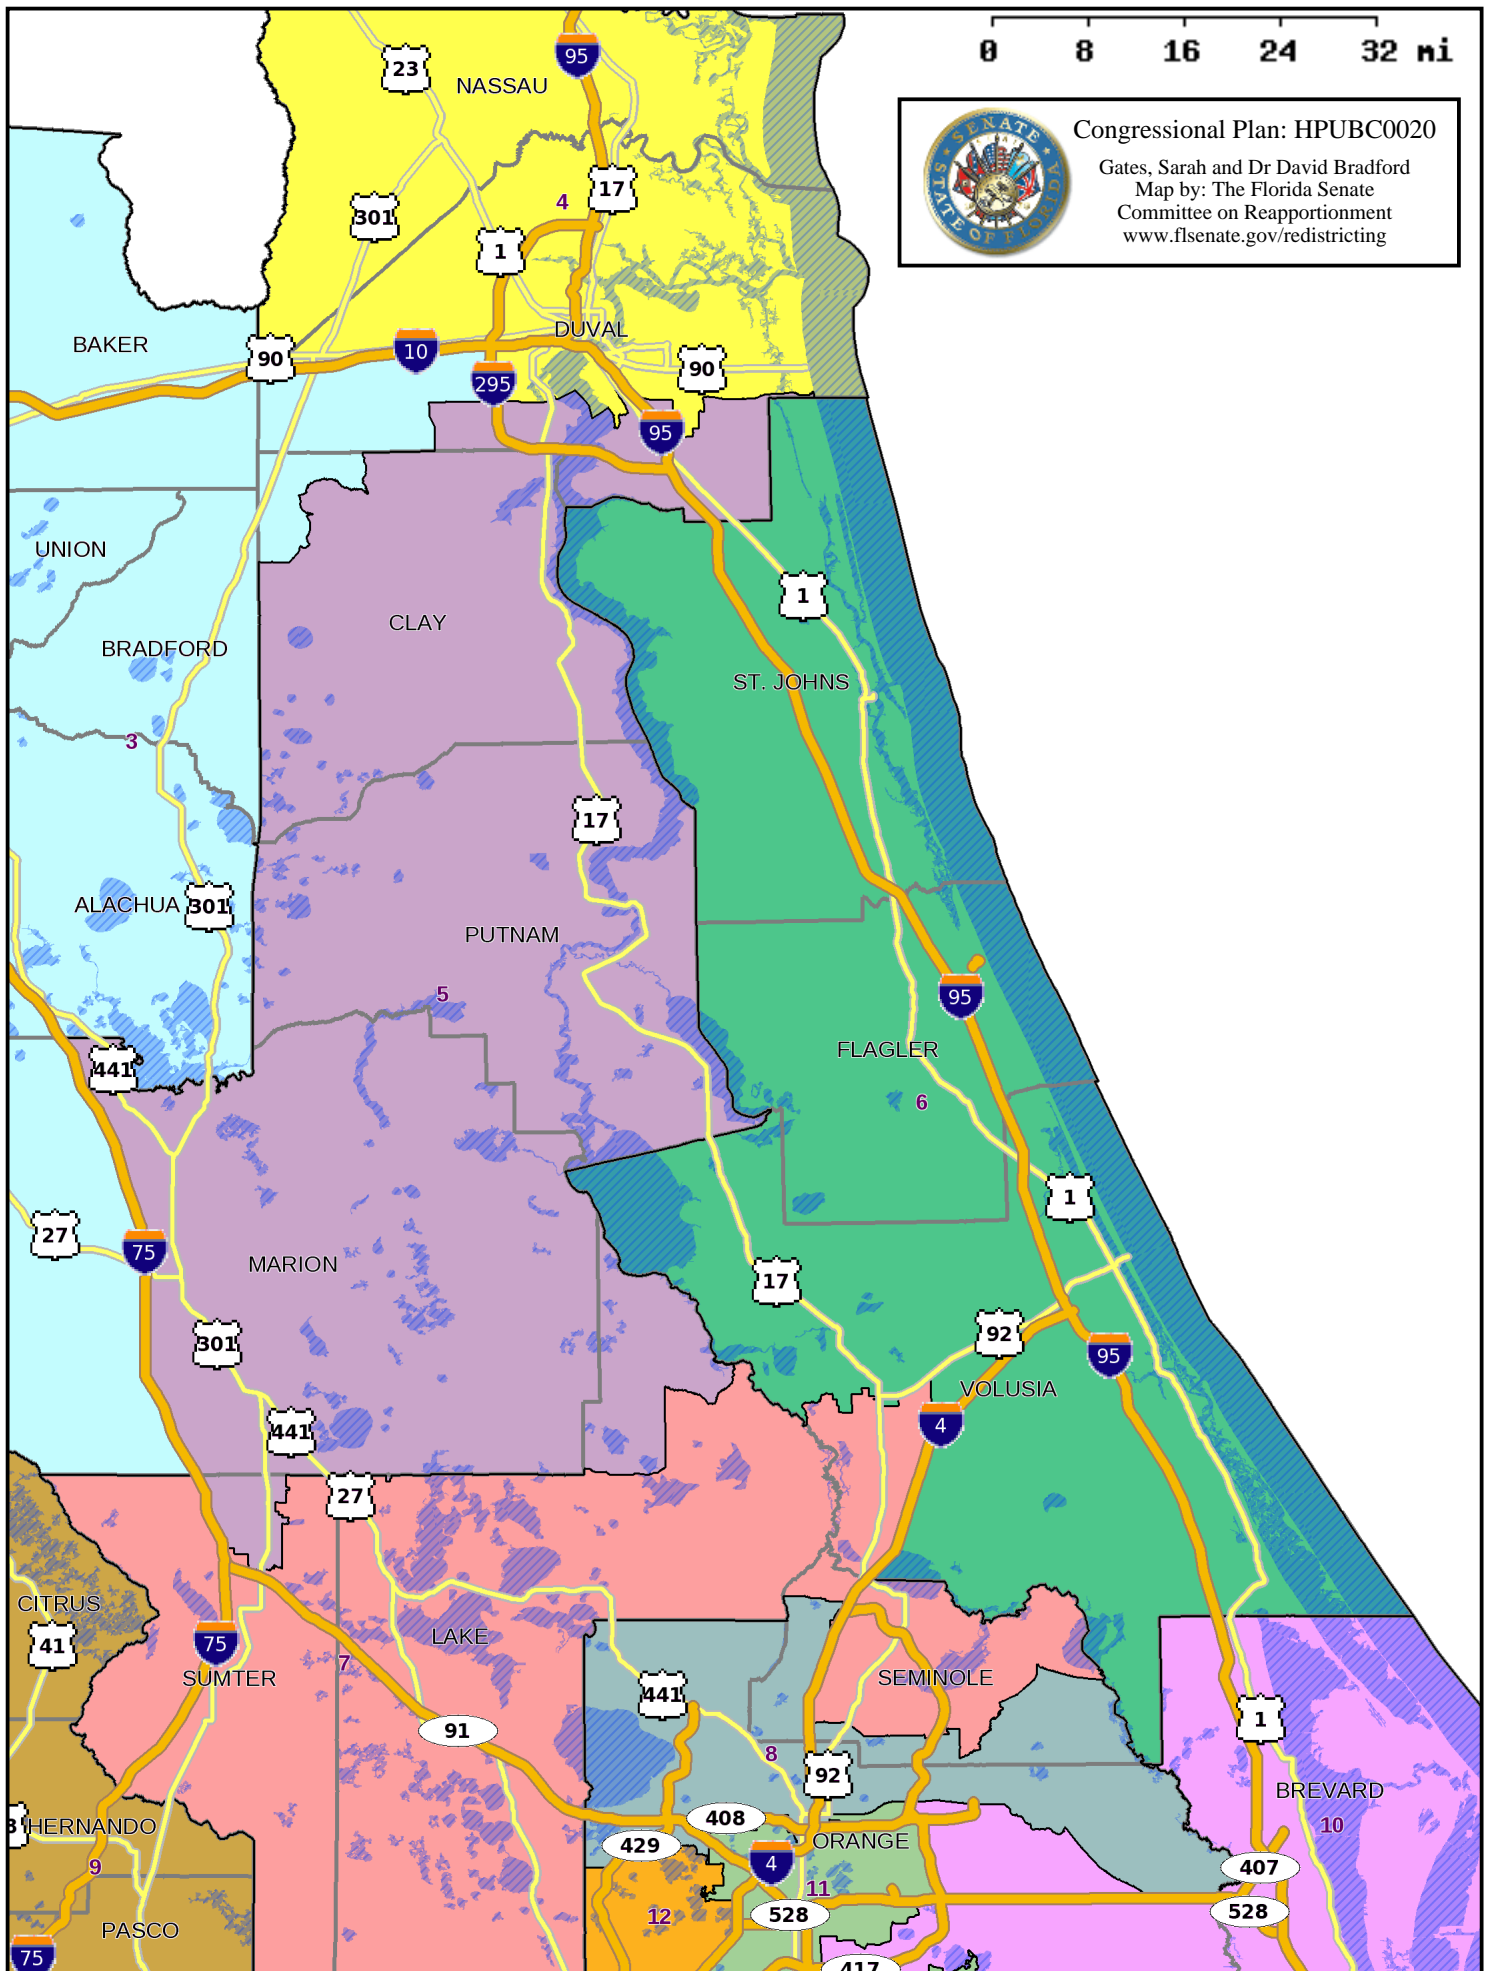 0 8 16 24 32 mi
Congressional Plan: HPUBC0020
Gates, Sarah and Dr David Bradford
Map by: The Florida Senate
Committee on Reapportionment
www.flsenate.gov/redistricting
SENATE
STATE OF FLORIDA
95
23
NASSAU
17
4
301
1
DUVAL
BAKER
90
10
90
295
95
UNION
1
CLAY
BRADFORD
ST. JOHNS
3
17
ALACHUA
301
PUTNAM
5
95
FLAGLER
441
6
1
27
75
MARION
17
301
92
95
VOLUSIA
441
4
27
CITRUS
41
75
LAKE
7
SUMTER
SEMINOLE
441
1
91
8
92
BREVARD
408
10
HERNANDO
429
ORANGE
4
9
407
11
12
528
528
PASCO
75
417